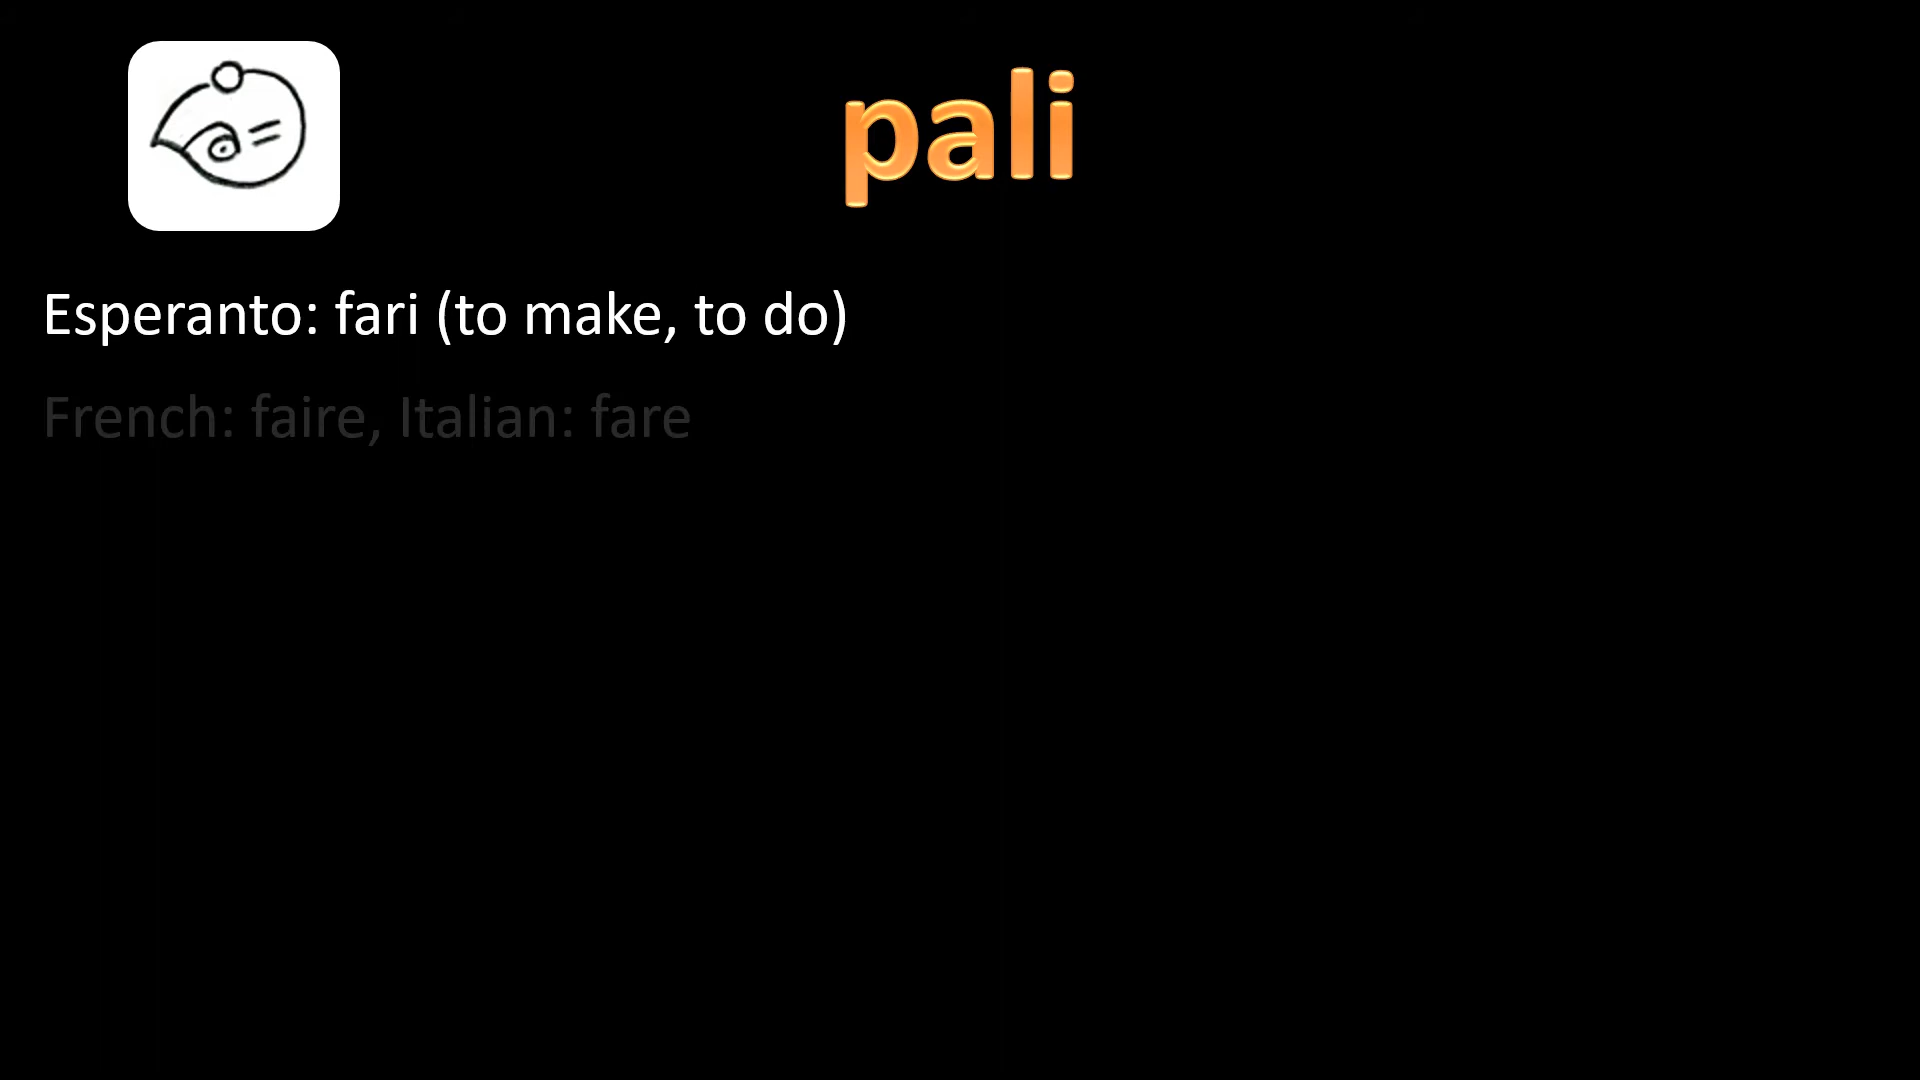 pali
Esperanto: fari (to make, to do)
French: faire, Italian: fare